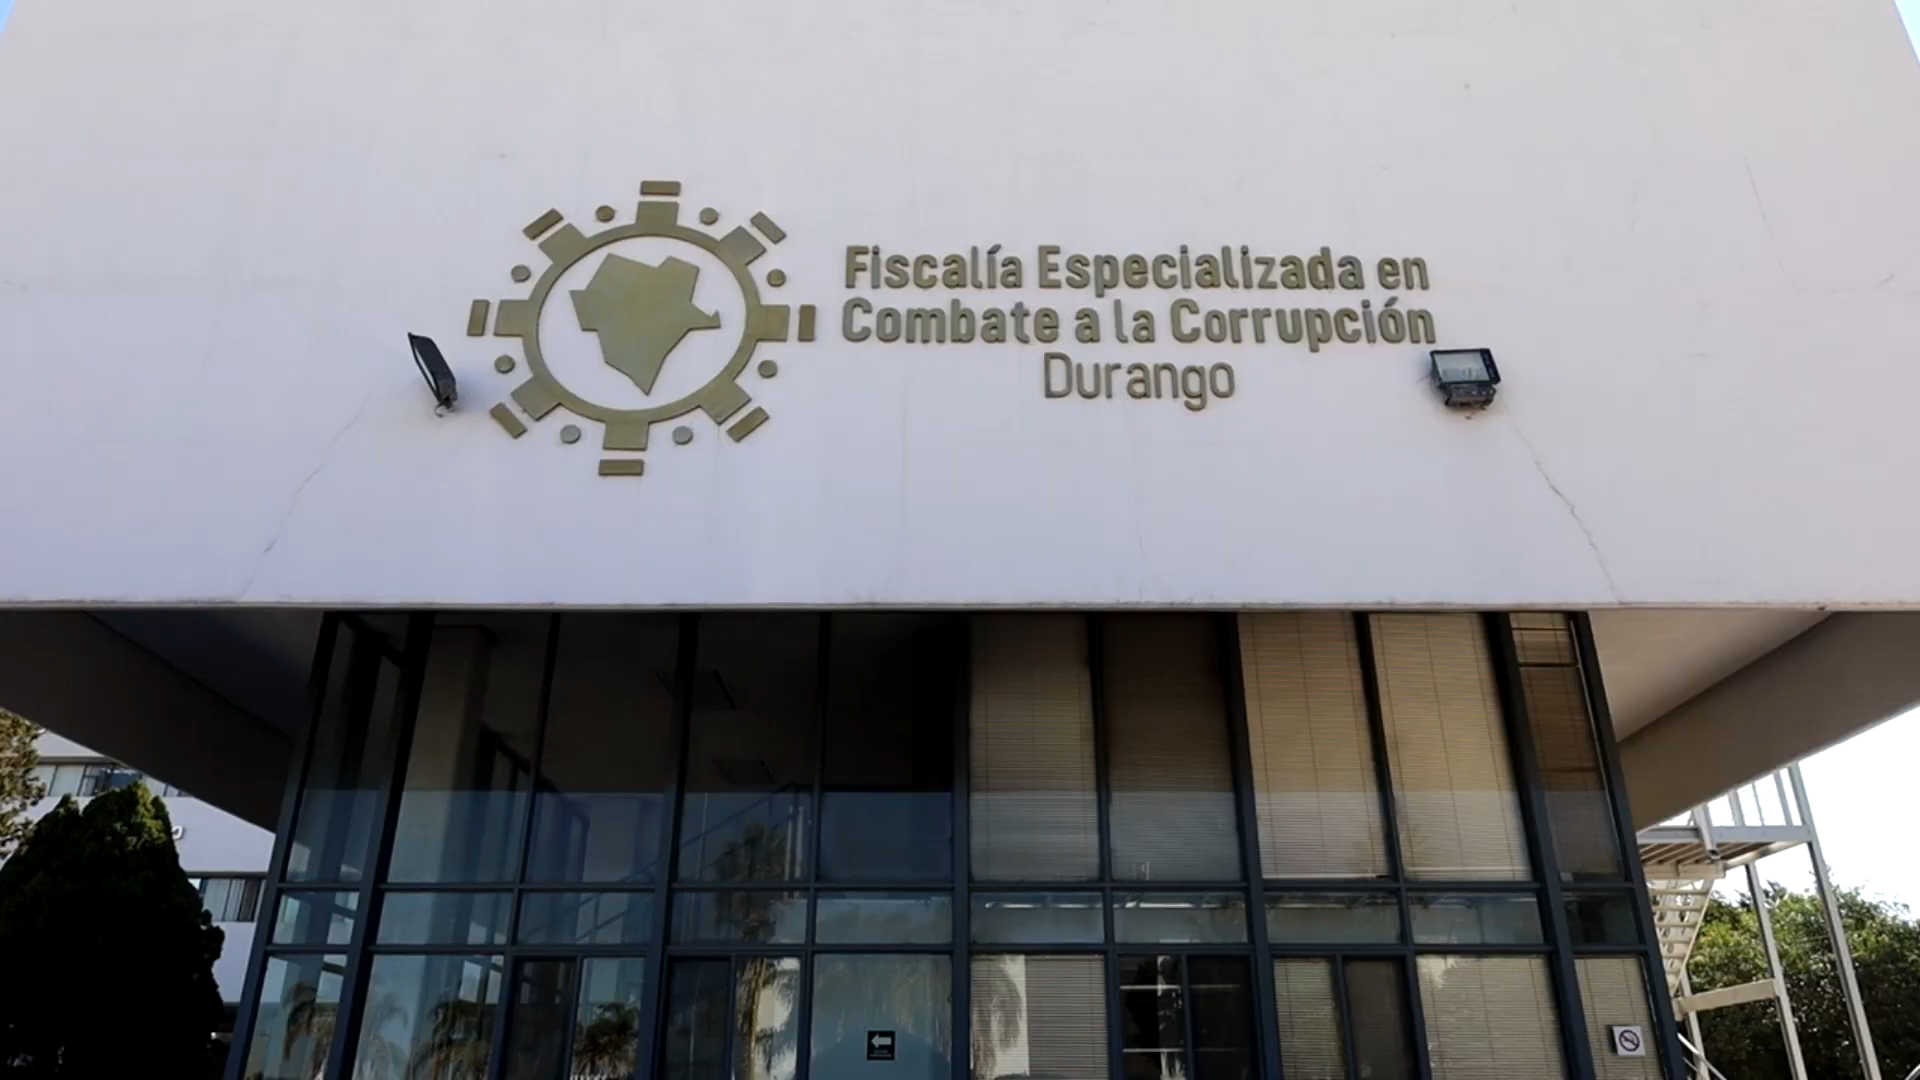 Fiscalía Especializada en
Combate a la Corrupción
Durango